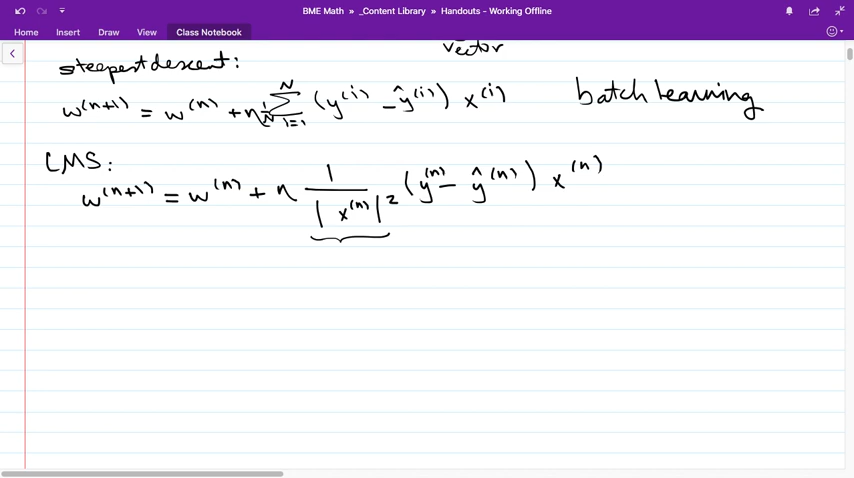 BME Math » _Content Library » Handouts - Working Offline
Home Insert Draw View Class Notebook
vector
steepest descent:
w^(n+1) = w^(n) + η 1/N Σ_{i=1}^{N} (y^(i) - ŷ^(i)) x^(i) batch learning
LMS:
w^(n+1) = w^(n) + η 1/|x^(n)|² (y^(n) - ŷ^(n)) x^(n)